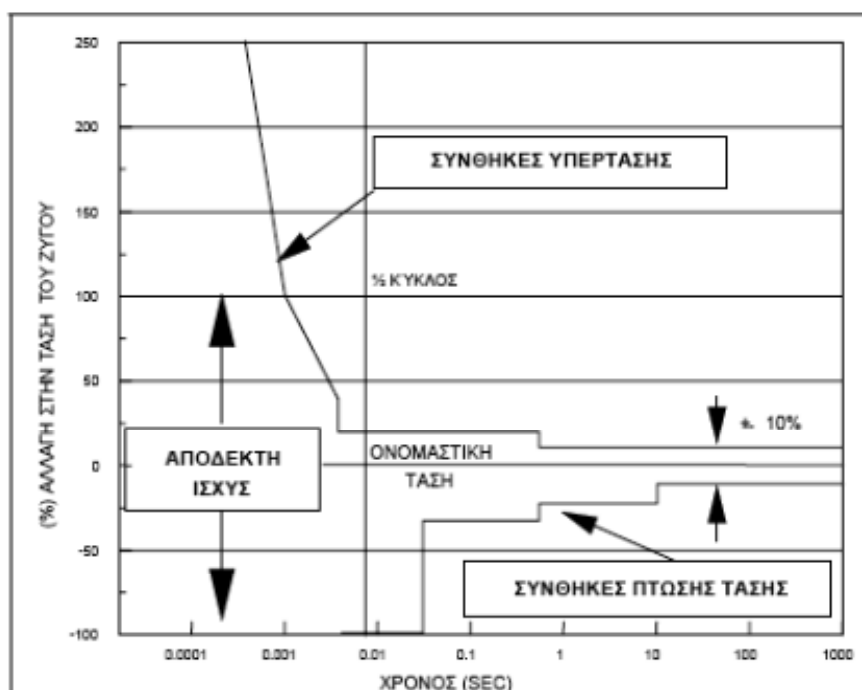 250
200
150
100
50
0
-50
-100
(%) ΑΛΛΑΓΗ ΣΤΗΝ ΤΑΣΗ ΤΟΥ ΖΥΓΟΥ
ΣΥΝΘΗΚΕΣ ΥΠΕΡΤΑΣΗΣ
½ ΚΎΚΛΟΣ
ΑΠΟΔΕΚΤΗ
ΙΣΧΥΣ
ΟΝΟΜΑΣΤΙΚΗ
ΤΑΣΗ
+- 10%
ΣΥΝΘΗΚΕΣ ΠΤΩΣΗΣ ΤΑΣΗΣ
0.0001 0.001 0.01 0.1 1 10 100 1000
ΧΡΟΝΟΣ (SEC)